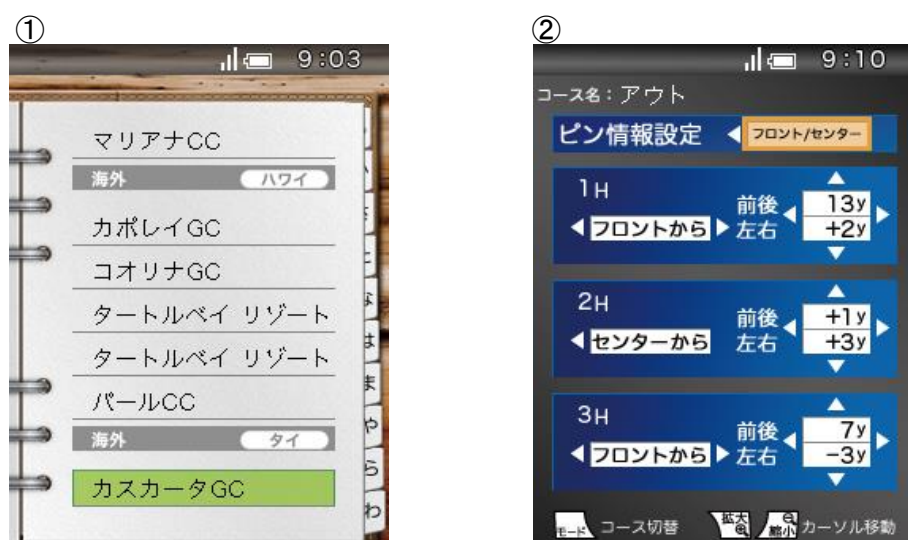 ①
9:03
マリアナCC
海外 ハワイ
カポレイGC
コオリナGC
タートルベイ リゾート
タートルベイ リゾート
パールCC
海外 タイ
カスカータGC
な
は
ま
や
ら
わ
②
9:10
コース名:アウト
ピン情報設定 フロント/センター
1H
前後 13y
フロントから 左右 +2y
2H
前後 +1y
センターから 左右 +3y
3H
前後 7y
フロントから 左右 -3y
モード コース切替 拡大 / 縮小 カーソル移動